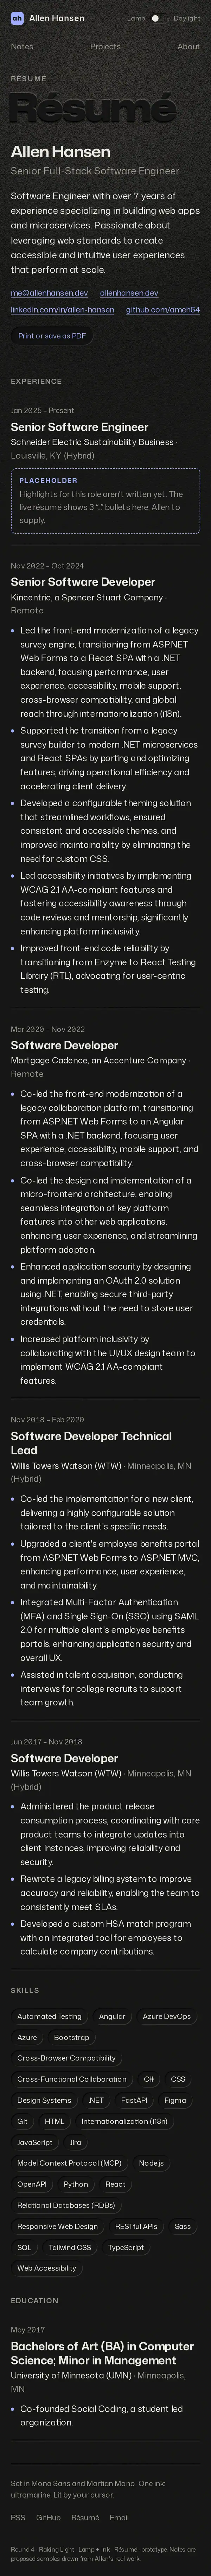 ah Allen Hansen
Lamp Daylight
Notes Projects About
RÉSUMÉ
Résumé
Allen Hansen
Senior Full-Stack Software Engineer
Software Engineer with over 7 years of
experience specializing in building web apps
and microservices. Passionate about
leveraging web standards to create
accessible and intuitive user experiences
that perform at scale.
me@allenhansen.dev allenhansen.dev
linkedin.com/in/allen-hansen github.com/ameh64
Print or save as PDF
EXPERIENCE
Jan 2025 – Present
Senior Software Engineer
Schneider Electric Sustainability Business ·
Louisville, KY (Hybrid)
PLACEHOLDER
Highlights for this role aren't written yet. The
live résumé shows 3 "…" bullets here; Allen to
supply.
Nov 2022 – Oct 2024
Senior Software Developer
Kincentric, a Spencer Stuart Company ·
Remote
Led the front-end modernization of a legacy
survey engine, transitioning from ASP.NET
Web Forms to a React SPA with a .NET
backend, focusing performance, user
experience, accessibility, mobile support,
cross-browser compatibility, and global
reach through internationalization (i18n).
Supported the transition from a legacy
survey builder to modern .NET microservices
and React SPAs by porting and optimizing
features, driving operational efficiency and
accelerating client delivery.
Developed a configurable theming solution
that streamlined workflows, ensured
consistent and accessible themes, and
improved maintainability by eliminating the
need for custom CSS.
Led accessibility initiatives by implementing
WCAG 2.1 AA-compliant features and
fostering accessibility awareness through
code reviews and mentorship, significantly
enhancing platform inclusivity.
Improved front-end code reliability by
transitioning from Enzyme to React Testing
Library (RTL), advocating for user-centric
testing.
Mar 2020 – Nov 2022
Software Developer
Mortgage Cadence, an Accenture Company ·
Remote
Co-led the front-end modernization of a
legacy collaboration platform, transitioning
from ASP.NET Web Forms to an Angular
SPA with a .NET backend, focusing user
experience, accessibility, mobile support, and
cross-browser compatibility.
Co-led the design and implementation of a
micro-frontend architecture, enabling
seamless integration of key platform
features into other web applications,
enhancing user experience, and streamlining
platform adoption.
Enhanced application security by designing
and implementing an OAuth 2.0 solution
using .NET, enabling secure third-party
integrations without the need to store user
credentials.
Increased platform inclusivity by
collaborating with the UI/UX design team to
implement WCAG 2.1 AA-compliant
features.
Nov 2018 – Feb 2020
Software Developer Technical
Lead
Willis Towers Watson (WTW) · Minneapolis, MN
(Hybrid)
Co-led the implementation for a new client,
delivering a highly configurable solution
tailored to the client's specific needs.
Upgraded a client's employee benefits portal
from ASP.NET Web Forms to ASP.NET MVC,
enhancing performance, user experience,
and maintainability.
Integrated Multi-Factor Authentication
(MFA) and Single Sign-On (SSO) using SAML
2.0 for multiple client's employee benefits
portals, enhancing application security and
overall UX.
Assisted in talent acquisition, conducting
interviews for college recruits to support
team growth.
Jun 2017 – Nov 2018
Software Developer
Willis Towers Watson (WTW) · Minneapolis, MN
(Hybrid)
Administered the product release
consumption process, coordinating with core
product teams to integrate updates into
client instances, improving reliability and
security.
Rewrote a legacy billing system to improve
accuracy and reliability, enabling the team to
consistently meet SLAs.
Developed a custom HSA match program
with an integrated tool for employees to
calculate company contributions.
SKILLS
Automated Testing Angular Azure DevOps
Azure Bootstrap
Cross-Browser Compatibility
Cross-Functional Collaboration C# CSS
Design Systems .NET FastAPI Figma
Git HTML Internationalization (i18n)
JavaScript Jira
Model Context Protocol (MCP) Node.js
OpenAPI Python React
Relational Databases (RDBs)
Responsive Web Design RESTful APIs Sass
SQL Tailwind CSS TypeScript
Web Accessibility
EDUCATION
May 2017
Bachelors of Art (BA) in Computer
Science; Minor in Management
University of Minnesota (UMN) · Minneapolis,
MN
Co-founded Social Coding, a student led
organization.
Set in Mona Sans and Martian Mono. One ink:
ultramarine. Lit by your cursor.
RSS GitHub Résumé Email
Round 4 · Raking Light · Lamp + Ink · Résumé · prototype. Notes are
proposed samples drawn from Allen's real work.